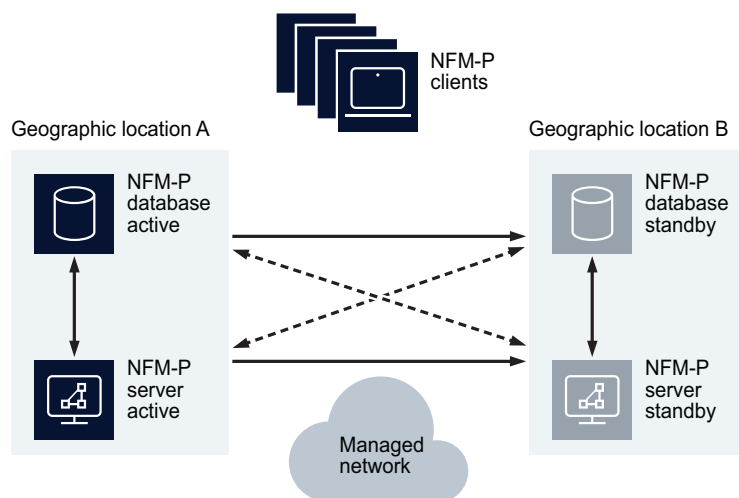 NFM-P
clients
Geographic location A
Geographic location B
NFM-P
database
active
NFM-P
database
standby
NFM-P
server
active
NFM-P
server
standby
Managed
network